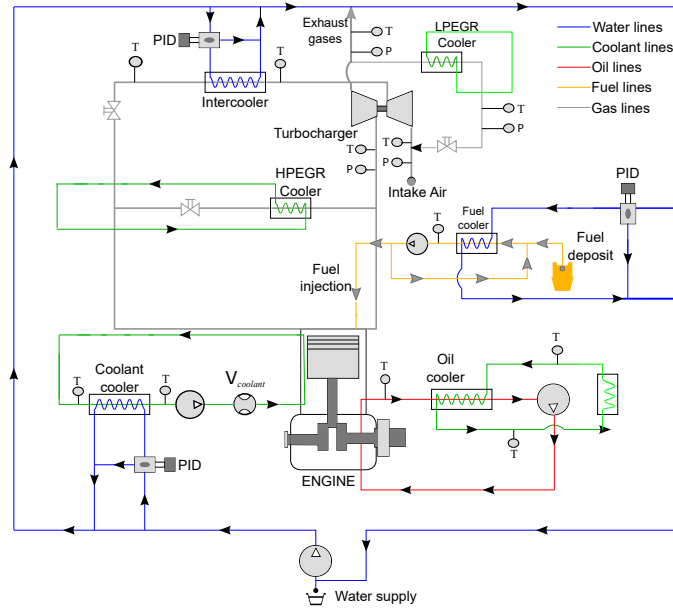 Exhaust
gases
T
P
LPEGR
Cooler
Water lines
Coolant lines
Oil lines
Fuel lines
Gas lines
PID
T
T
Intercooler
Turbocharger
T
P
T
P
T
P
Intake Air
HPEGR
Cooler
PID
Fuel
cooler
T
Fuel
deposit
Fuel
injection
Coolant
cooler
T
T
V coolant
T
Oil
cooler
T
T
PID
ENGINE
Water supply